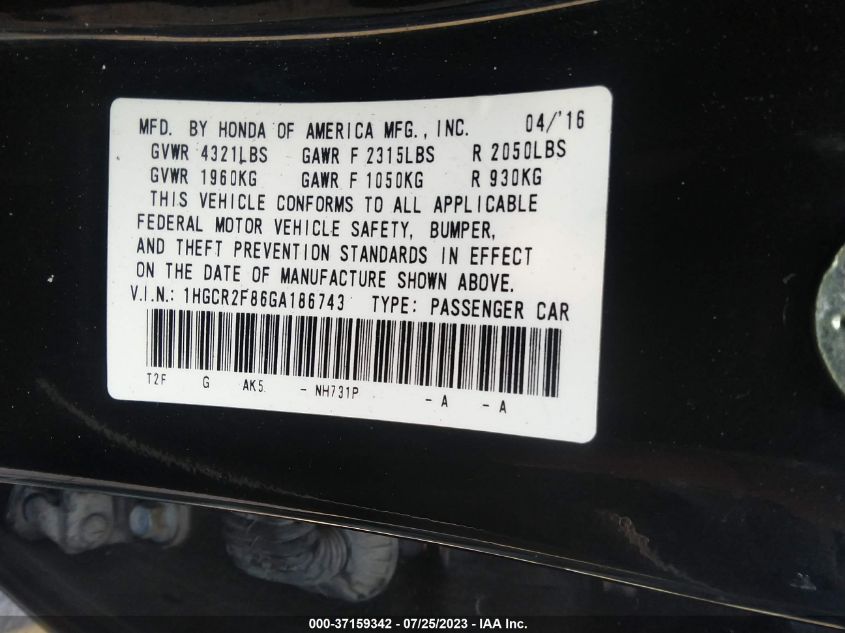 MFD. BY HONDA OF AMERICA MFG., INC. 04/'16
GVWR 4321LBS GAWR F 2315LBS R 2050LBS
GVWR 1960KG GAWR F 1050KG R 930KG
THIS VEHICLE CONFORMS TO ALL APPLICABLE
FEDERAL MOTOR VEHICLE SAFETY, BUMPER,
AND THEFT PREVENTION STANDARDS IN EFFECT
ON THE DATE OF MANUFACTURE SHOWN ABOVE.
V.I.N.: 1HGCR2F86GA186743 TYPE: PASSENGER CAR
T2F G AK5 - NH731P - A - A
000-37159342 - 07/25/2023 - IAA Inc.